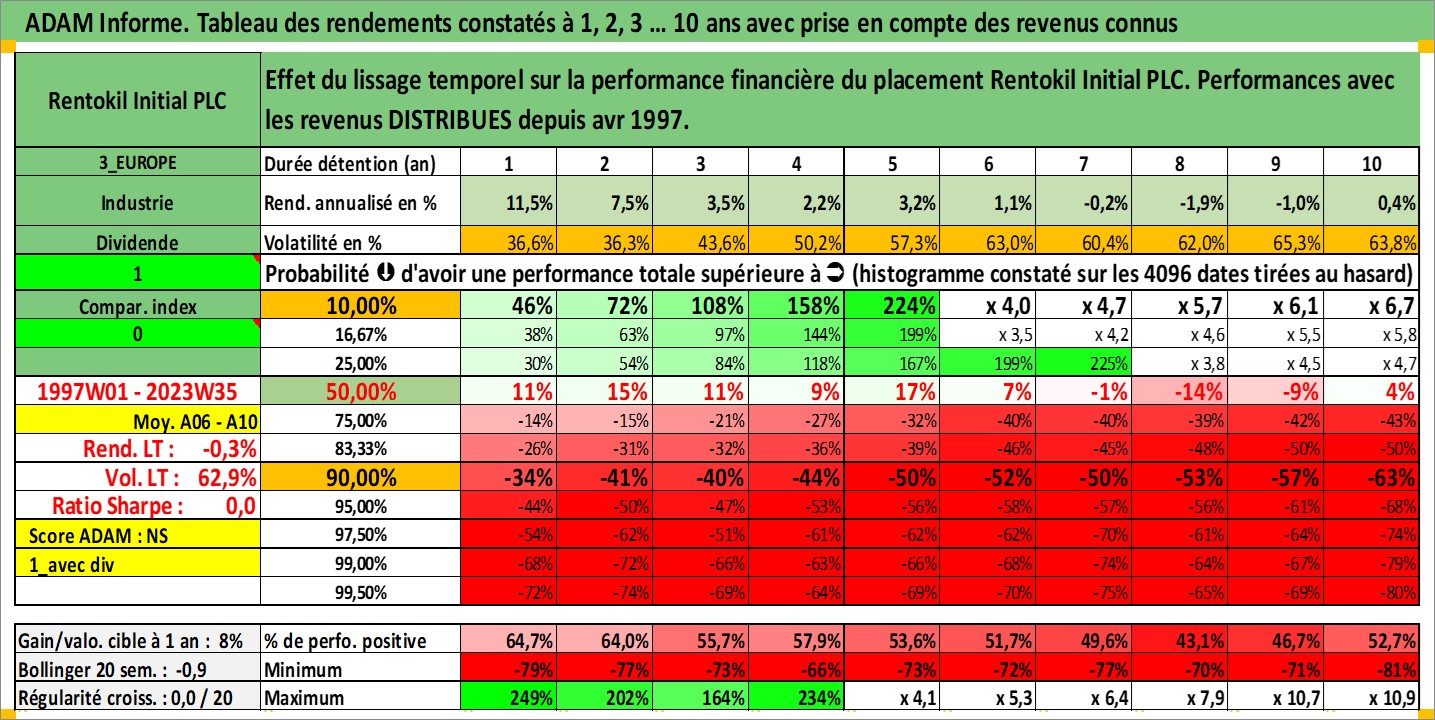 ADAM Informe. Tableau des rendements constatés à 1, 2, 3 ... 10 ans avec prise en compte des revenus connus
Rentokil Initial PLC
Effet du lissage temporel sur la performance financière du placement Rentokil Initial PLC. Performances avec
les revenus DISTRIBUES depuis avr 1997.
3_EUROPE Durée détention (an) 1 2 3 4 5 6 7 8 9 10
Industrie Rend. annualisé en % 11,5% 7,5% 3,5% 2,2% 3,2% 1,1% -0,2% -1,9% -1,0% 0,4%
Dividende Volatilité en % 36,6% 36,3% 43,6% 50,2% 57,3% 63,0% 60,4% 62,0% 65,3% 63,8%
1 Probabilité ⬇ d'avoir une performance totale supérieure à ➲ (histogramme constaté sur les 4096 dates tirées au hasard)
Compar. index 10,00% 46% 72% 108% 158% 224% x 4,0 x 4,7 x 5,7 x 6,1 x 6,7
0 16,67% 38% 63% 97% 144% 199% x 3,5 x 4,2 x 4,6 x 5,5 x 5,8
25,00% 30% 54% 84% 118% 167% 199% 225% x 3,8 x 4,5 x 4,7
1997W01 - 2023W35 50,00% 11% 15% 11% 9% 17% 7% -1% -14% -9% 4%
Moy. A06 - A10 75,00% -14% -15% -21% -27% -32% -40% -40% -39% -42% -43%
Rend. LT : -0,3% 83,33% -26% -31% -32% -36% -39% -46% -45% -48% -50% -50%
Vol. LT : 62,9% 90,00% -34% -41% -40% -44% -50% -52% -50% -53% -57% -63%
Ratio Sharpe : 0,0 95,00% -44% -50% -47% -53% -56% -58% -57% -56% -61% -68%
Score ADAM : NS 97,50% -54% -62% -51% -61% -62% -62% -70% -61% -64% -74%
1_avec div 99,00% -68% -72% -66% -63% -66% -68% -74% -64% -67% -79%
99,50% -72% -74% -69% -64% -69% -70% -75% -65% -69% -80%
Gain/valo. cible à 1 an : 8% % de perfo. positive 64,7% 64,0% 55,7% 57,9% 53,6% 51,7% 49,6% 43,1% 46,7% 52,7%
Bollinger 20 sem. : -0,9 Minimum -79% -77% -73% -66% -73% -72% -77% -70% -71% -81%
Régularité croiss. : 0,0 / 20 Maximum 249% 202% 164% 234% x 4,1 x 5,3 x 6,4 x 7,9 x 10,7 x 10,9